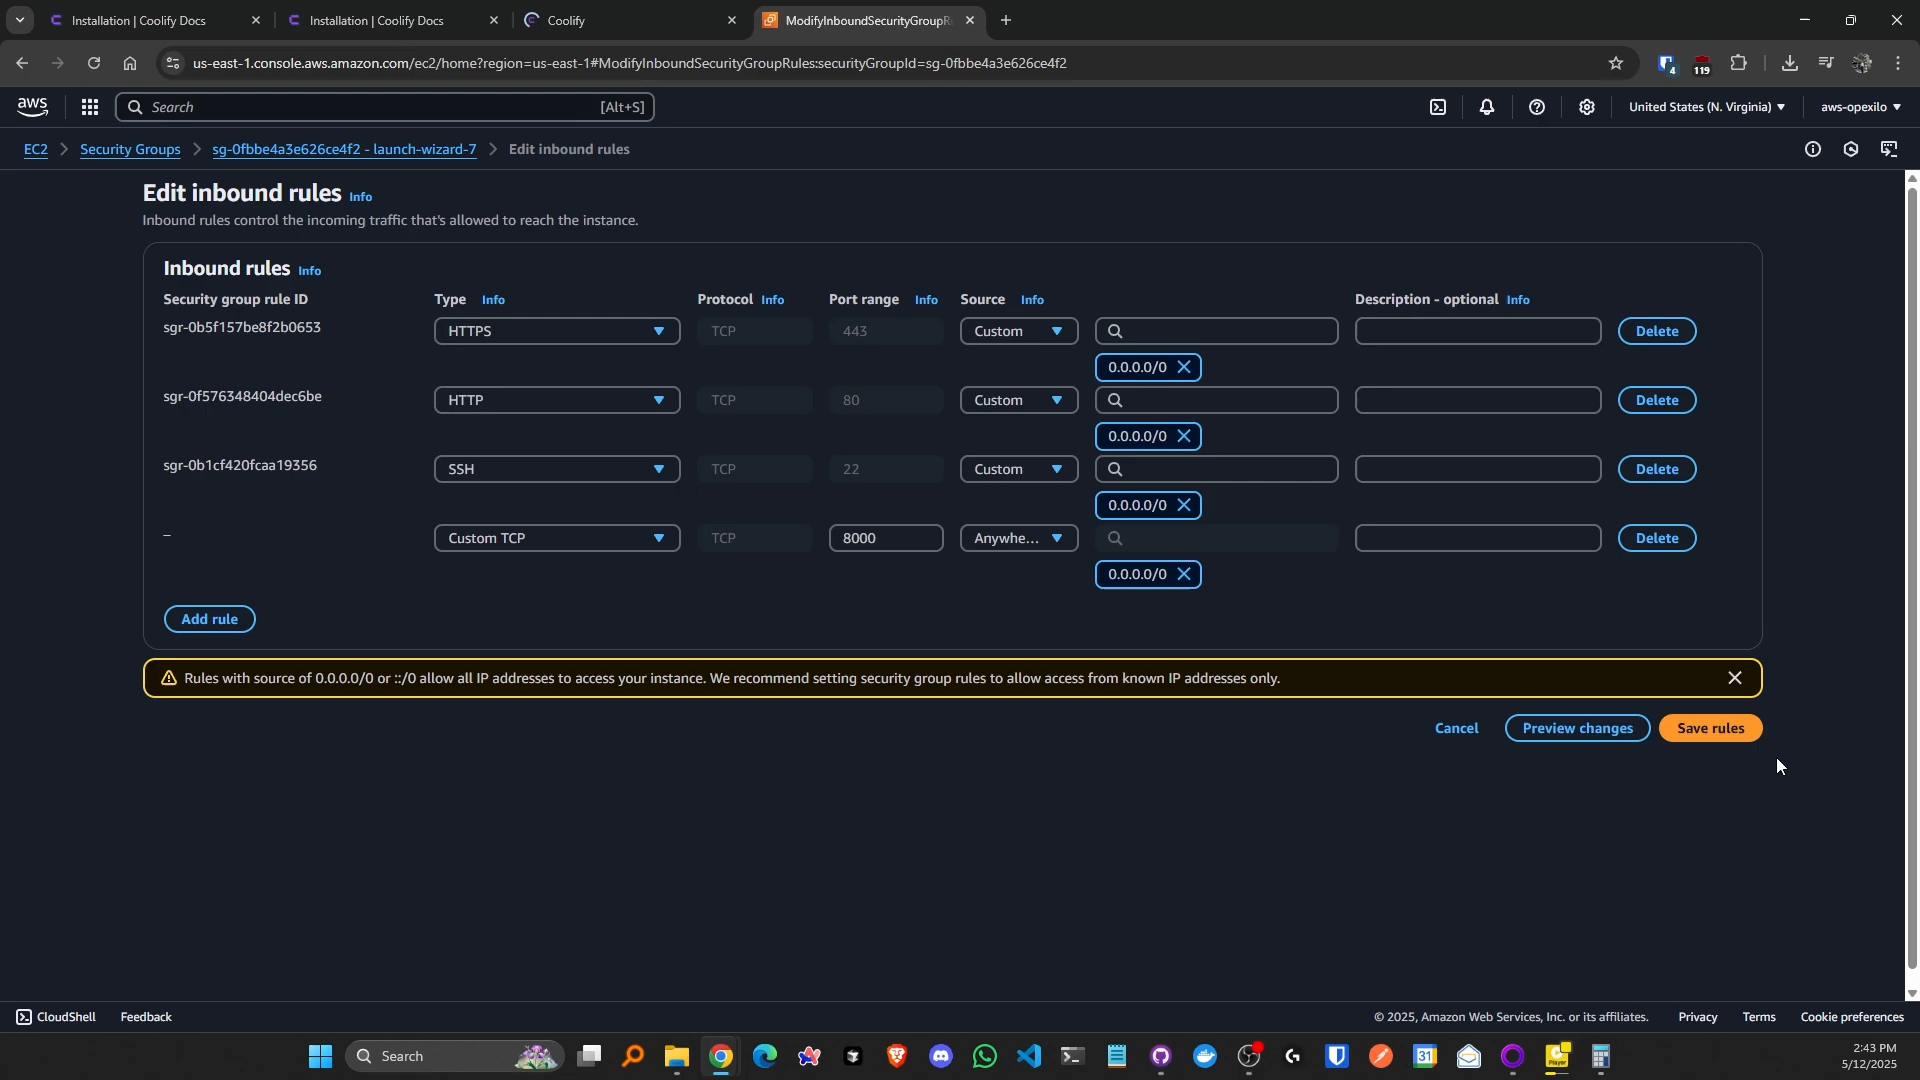 Installation | Coolify Docs
Installation | Coolify Docs
Coolify
ModifyInboundSecurityGroupR
us-east-1.console.aws.amazon.com/ec2/home?region=us-east-1#ModifyInboundSecurityGroupRules:securityGroupId=sg-0fbbe4a3e626ce4f2
4
119
aws
Search
[Alt+S]
United States (N. Virginia)
aws-opexilo
EC2
Security Groups
sg-0fbbe4a3e626ce4f2 - launch-wizard-7
Edit inbound rules
Edit inbound rules Info
Inbound rules control the incoming traffic that's allowed to reach the instance.
Inbound rules Info
Security group rule ID
Type Info
Protocol Info
Port range Info
Source Info
Description - optional Info
sgr-0b5f157be8f2b0653
HTTPS
TCP
443
Custom
Delete
0.0.0.0/0
sgr-0f576348404dec6be
HTTP
TCP
80
Custom
Delete
0.0.0.0/0
sgr-0b1cf420fcaa19356
SSH
TCP
22
Custom
Delete
0.0.0.0/0
–
Custom TCP
TCP
8000
Anywhe...
Delete
0.0.0.0/0
Add rule
Rules with source of 0.0.0.0/0 or ::/0 allow all IP addresses to access your instance. We recommend setting security group rules to allow access from known IP addresses only.
Cancel
Preview changes
Save rules
CloudShell
Feedback
© 2025, Amazon Web Services, Inc. or its affiliates.
Privacy
Terms
Cookie preferences
Search
31
2:43 PM
5/12/2025